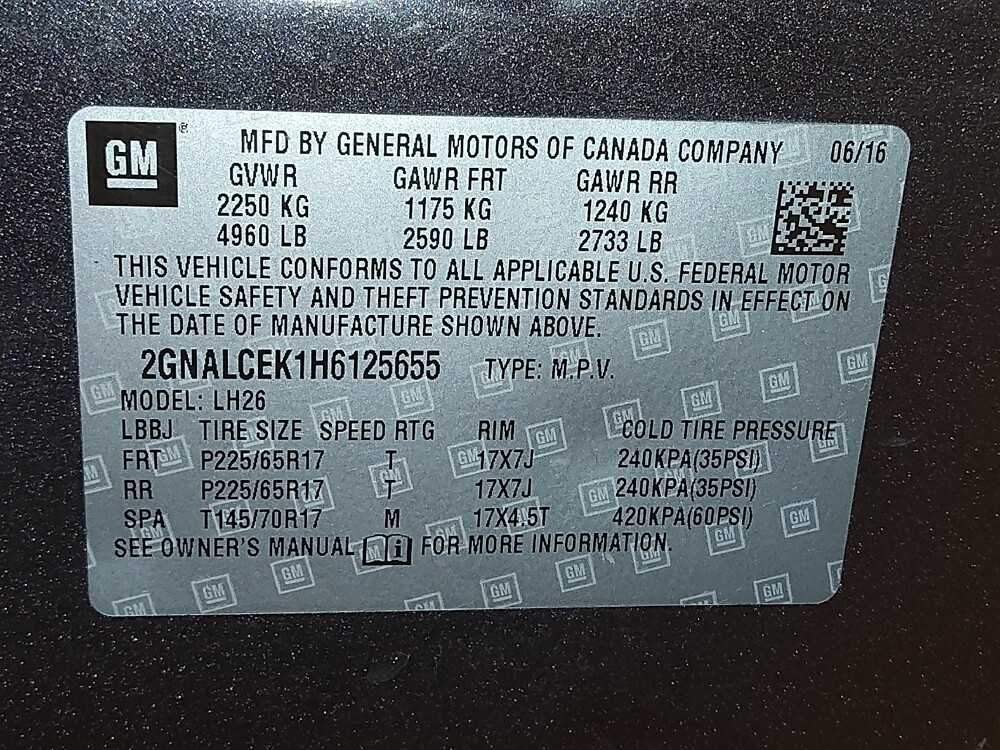 GM® MFD BY GENERAL MOTORS OF CANADA COMPANY 06/16
GVWR GAWR FRT GAWR RR
2250 KG 1175 KG 1240 KG
4960 LB 2590 LB 2733 LB
THIS VEHICLE CONFORMS TO ALL APPLICABLE U.S. FEDERAL MOTOR
VEHICLE SAFETY AND THEFT PREVENTION STANDARDS IN EFFECT ON
THE DATE OF MANUFACTURE SHOWN ABOVE.
2GNALCEK1H6125655 TYPE: M.P.V.
MODEL: LH26
LBBJ TIRE SIZE SPEED RTG RIM COLD TIRE PRESSURE
FRT P225/65R17 T 17X7J 240KPA(35PSI)
RR P225/65R17 T 17X7J 240KPA(35PSI)
SPA T145/70R17 M 17X4.5T 420KPA(60PSI)
SEE OWNER'S MANUAL i FOR MORE INFORMATION.